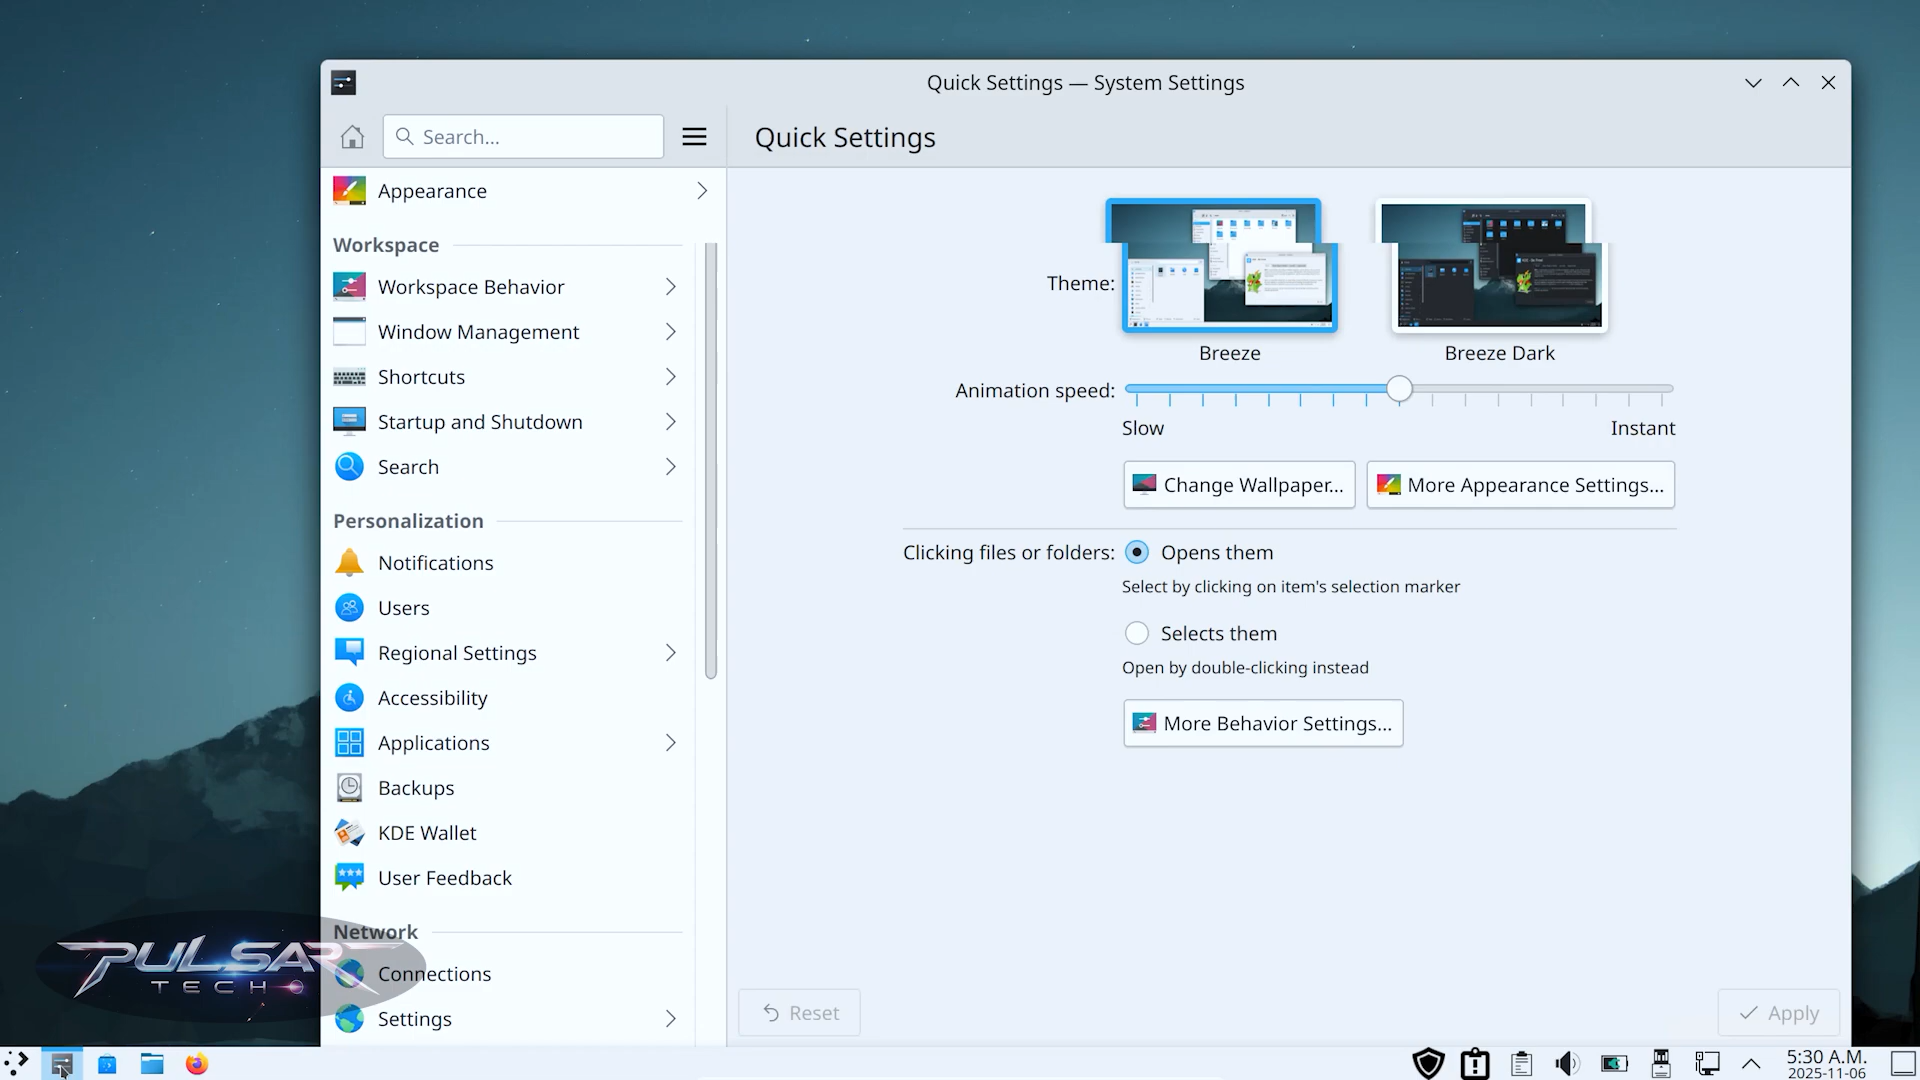 Quick Settings — System Settings
Search...
Quick Settings
Appearance
Workspace
Workspace Behavior
Window Management
Shortcuts
Startup and Shutdown
Search
Personalization
Notifications
Users
Regional Settings
Accessibility
Applications
Backups
KDE Wallet
User Feedback
Network
Connections
Settings
Theme:
Breeze
Breeze Dark
Animation speed:
Slow
Instant
Change Wallpaper...
More Appearance Settings...
Clicking files or folders:
Opens them
Select by clicking on item's selection marker
Selects them
Open by double-clicking instead
More Behavior Settings...
Reset
Apply
PULSAR
TECH
5:30 A.M.
2025-11-06